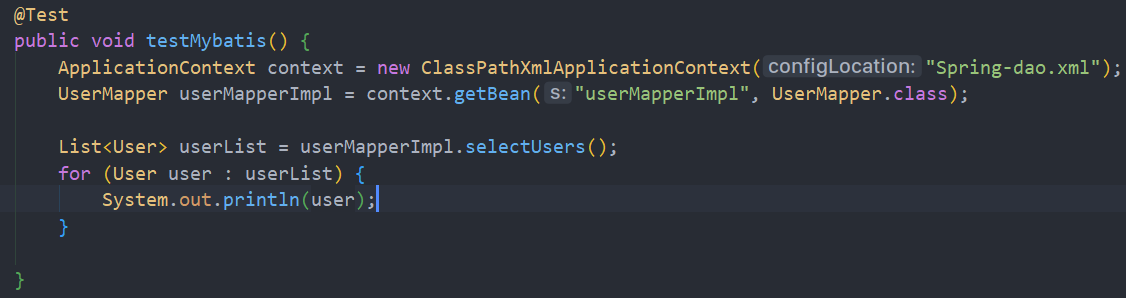 @Test
public void testMybatis() {
    ApplicationContext context = new ClassPathXmlApplicationContext( configLocation: "Spring-dao.xml");
    UserMapper userMapperImpl = context.getBean( s: "userMapperImpl", UserMapper.class);
    List<User> userList = userMapperImpl.selectUsers();
    for (User user : userList) {
        System.out.println(user);
    }
}